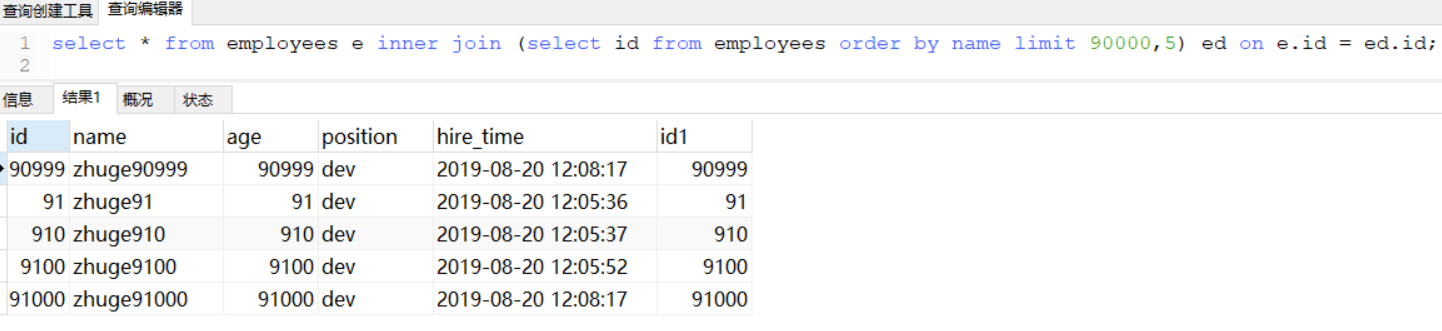 查询创建工具 查询编辑器
1 select * from employees e inner join (select id from employees order by name limit 90000,5) ed on e.id = ed.id;
2
信息 结果1 概况 状态
id name age position hire_time id1
90999 zhuge90999 90999 dev 2019-08-20 12:08:17 90999
91 zhuge91 91 dev 2019-08-20 12:05:36 91
910 zhuge910 910 dev 2019-08-20 12:05:37 910
9100 zhuge9100 9100 dev 2019-08-20 12:05:52 9100
91000 zhuge91000 91000 dev 2019-08-20 12:08:17 91000